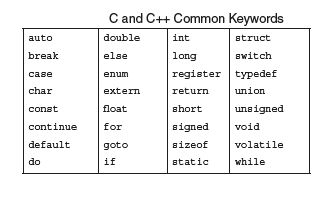 C and C++ Common Keywords
auto double int struct
break else long switch
case enum register typedef
char extern return union
const float short unsigned
continue for signed void
default goto sizeof volatile
do if static while